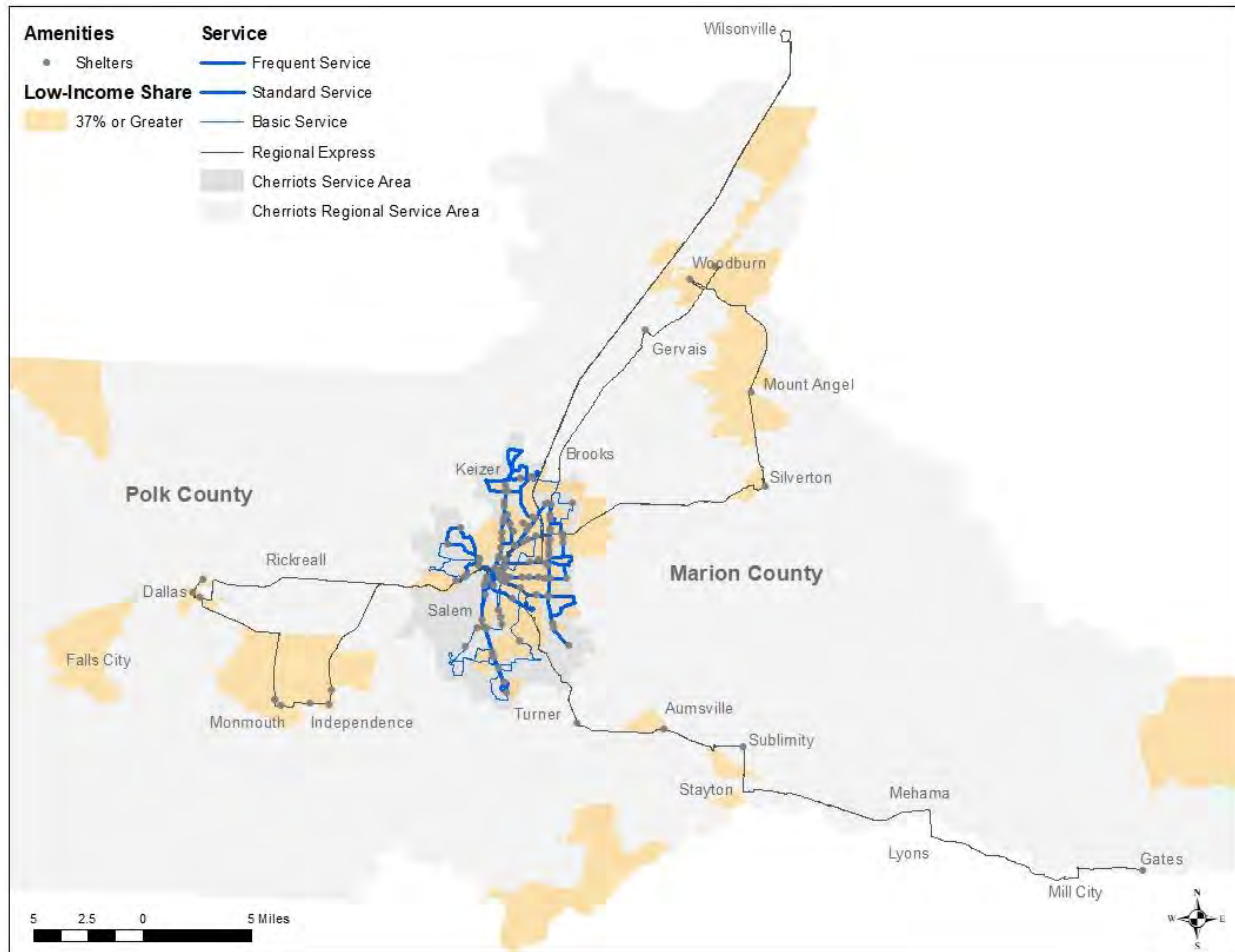 Amenities
Shelters
Low-Income Share
37% or Greater
Service
Frequent Service
Standard Service
Basic Service
Regional Express
Cherriots Service Area
Cherriots Regional Service Area
Wilsonville
Woodburn
Gervais
Mount Angel
Brooks
Keizer
Silverton
Polk County
Rickreall
Marion County
Dallas
Salem
Falls City
Monmouth
Independence
Turner
Aumsville
Sublimity
Stayton
Mehama
Lyons
Gates
Mill City
5 2.5 0 5 Miles
N
W E
S